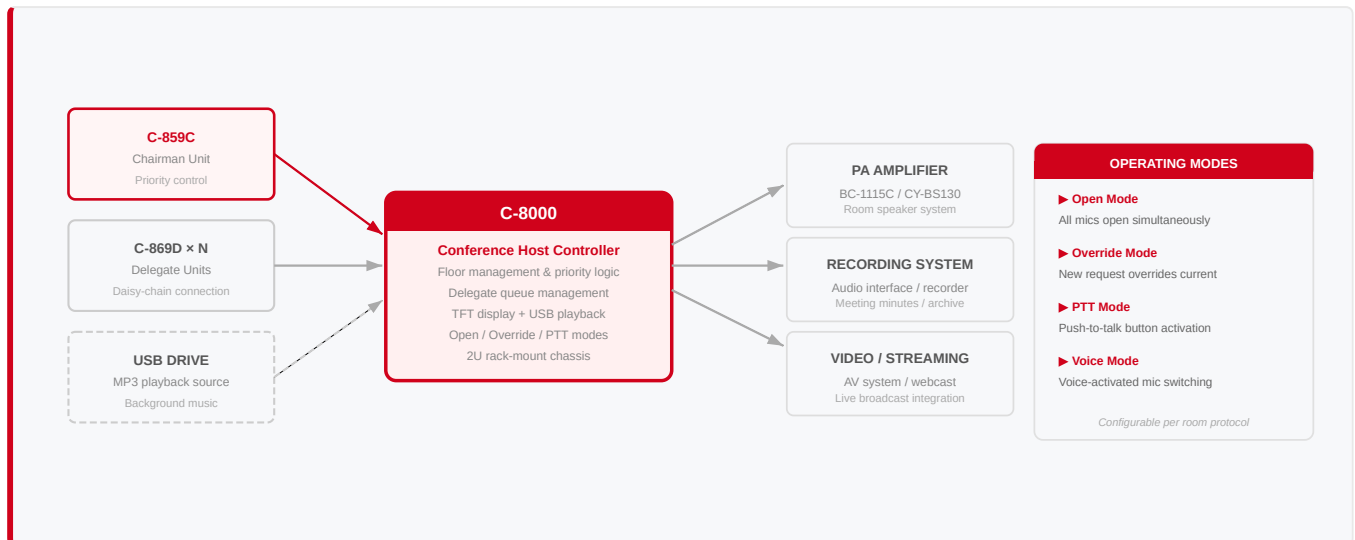 C-859C
Chairman Unit
Priority control
C-869D × N
Delegate Units
Daisy-chain connection
USB DRIVE
MP3 playback source
Background music
C-8000
Conference Host Controller
Floor management & priority logic
Delegate queue management
TFT display + USB playback
Open / Override / PTT modes
2U rack-mount chassis
PA AMPLIFIER
BC-1115C / CY-BS130
Room speaker system
RECORDING SYSTEM
Audio interface / recorder
Meeting minutes / archive
VIDEO / STREAMING
AV system / webcast
Live broadcast integration
OPERATING MODES
▶ Open Mode
All mics open simultaneously
▶ Override Mode
New request overrides current
▶ PTT Mode
Push-to-talk button activation
▶ Voice Mode
Voice-activated mic switching
Configurable per room protocol